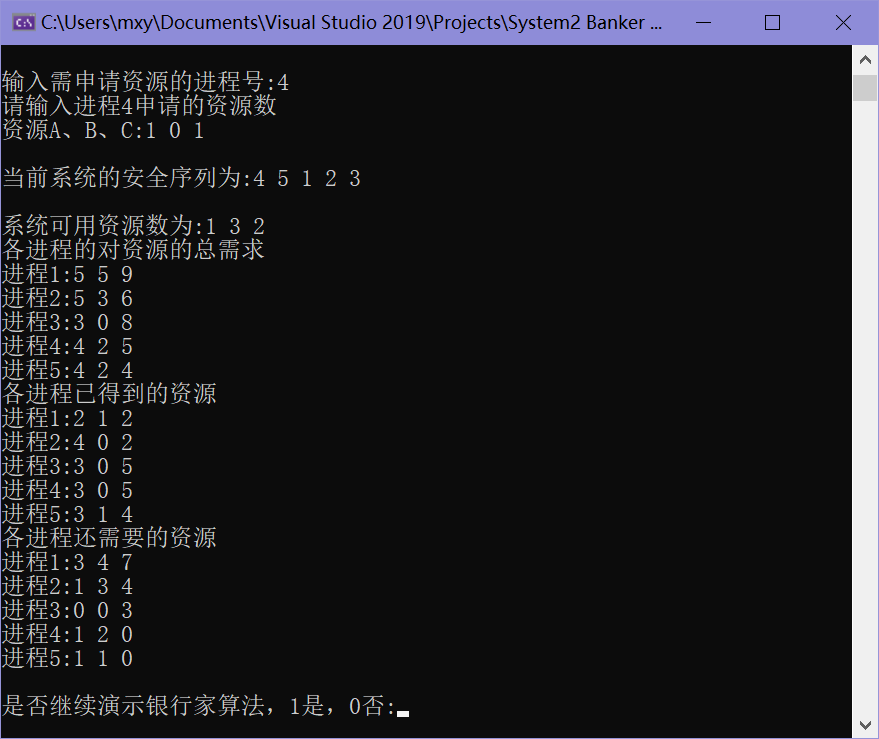 C:\Users\mxy\Documents\Visual Studio 2019\Projects\System2 Banker ...
输入需申请资源的进程号:4
请输入进程4申请的资源数
资源A、B、C:1 0 1
当前系统的安全序列为:4 5 1 2 3
系统可用资源数为:1 3 2
各进程的对资源的总需求
进程1:5 5 9
进程2:5 3 6
进程3:3 0 8
进程4:4 2 5
进程5:4 2 4
各进程已得到的资源
进程1:2 1 2
进程2:4 0 2
进程3:3 0 5
进程4:3 0 5
进程5:3 1 4
各进程还需要的资源
进程1:3 4 7
进程2:1 3 4
进程3:0 0 3
进程4:1 2 0
进程5:1 1 0
是否继续演示银行家算法，1是，0否: